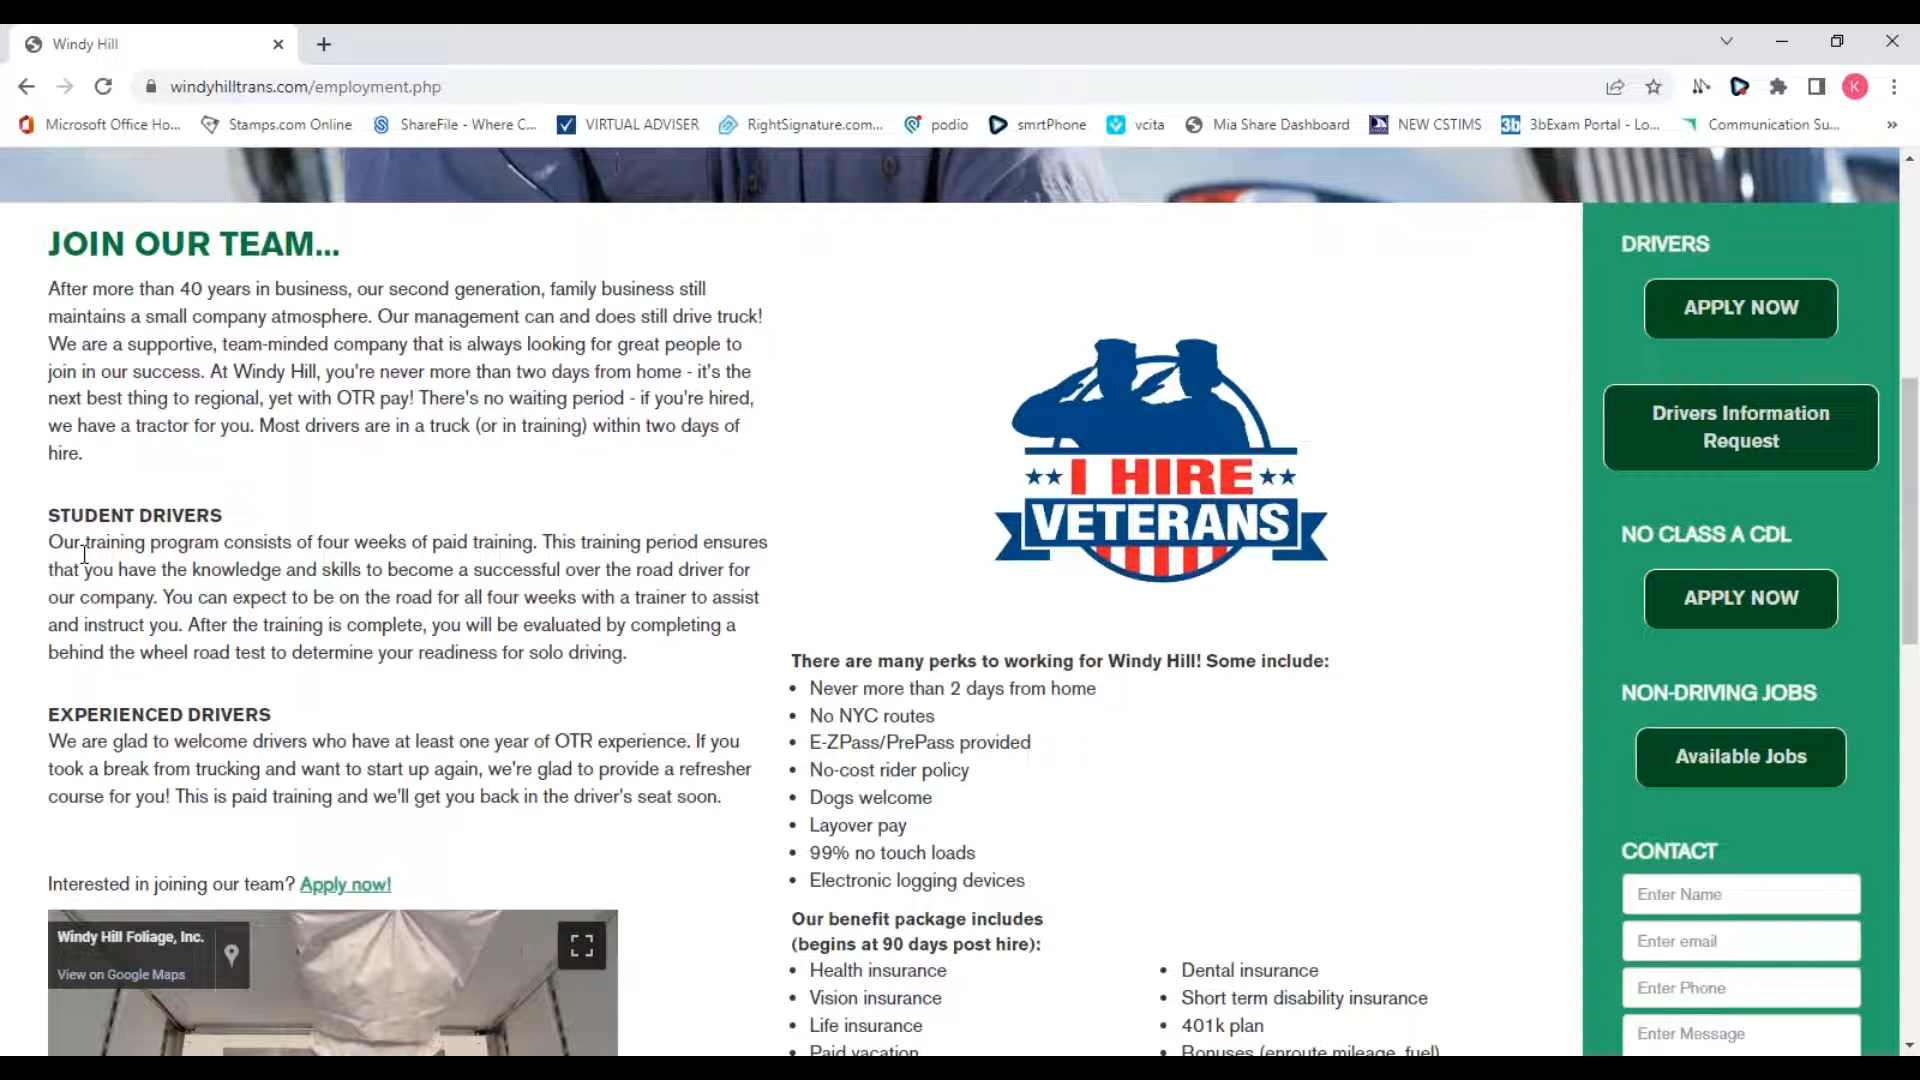 Windy Hill
windyhilltrans.com/employment.php
K
Microsoft Office Ho...
Stamps.com Online
ShareFile - Where C...
VIRTUAL ADVISER
RightSignature.com...
podio
smrtPhone
vcita
Mia Share Dashboard
NEW CSTIMS
3b
3bExam Portal - Lo...
Communication Su...
»
JOIN OUR TEAM...
After more than 40 years in business, our second generation, family business still
maintains a small company atmosphere. Our management can and does still drive truck!
We are a supportive, team-minded company that is always looking for great people to
join in our success. At Windy Hill, you're never more than two days from home - it's the
next best thing to regional, yet with OTR pay! There's no waiting period - if you're hired,
we have a tractor for you. Most drivers are in a truck (or in training) within two days of
hire.
STUDENT DRIVERS
Our training program consists of four weeks of paid training. This training period ensures
that you have the knowledge and skills to become a successful over the road driver for
our company. You can expect to be on the road for all four weeks with a trainer to assist
and instruct you. After the training is complete, you will be evaluated by completing a
behind the wheel road test to determine your readiness for solo driving.
EXPERIENCED DRIVERS
We are glad to welcome drivers who have at least one year of OTR experience. If you
took a break from trucking and want to start up again, we're glad to provide a refresher
course for you! This is paid training and we'll get you back in the driver's seat soon.
Interested in joining our team? Apply now!
Windy Hill Foliage, Inc.
View on Google Maps
I HIRE
VETERANS
There are many perks to working for Windy Hill! Some include:
• Never more than 2 days from home
• No NYC routes
• E-ZPass/PrePass provided
• No-cost rider policy
• Dogs welcome
• Layover pay
• 99% no touch loads
• Electronic logging devices
Our benefit package includes
(begins at 90 days post hire):
• Health insurance
• Vision insurance
• Life insurance
• Paid vacation
• Dental insurance
• Short term disability insurance
• 401k plan
• Bonuses (enroute mileage, fuel)
DRIVERS
APPLY NOW
Drivers Information
Request
NO CLASS A CDL
APPLY NOW
NON-DRIVING JOBS
Available Jobs
CONTACT
Enter Name
Enter email
Enter Phone
Enter Message